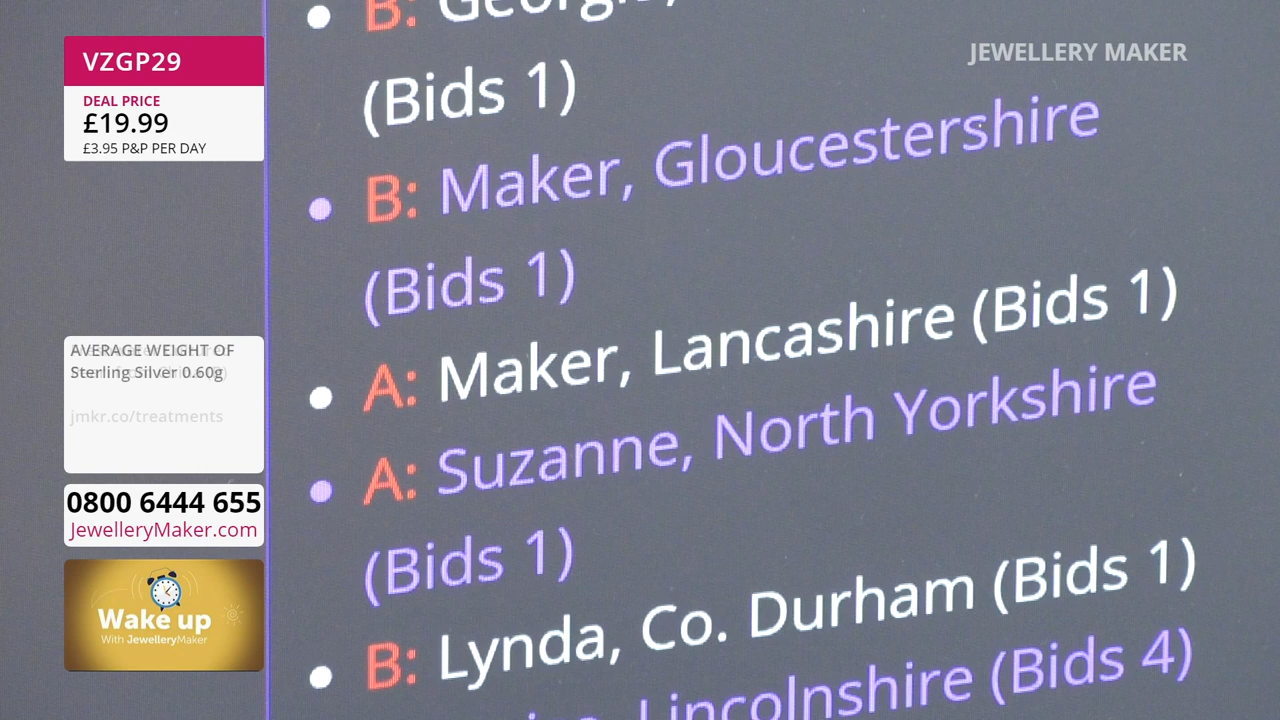 VZGP29
DEAL PRICE
£19.99
£3.95 P&P PER DAY
AVERAGE WEIGHT OF
Sterling Silver 0.60g
jmkr.co/treatments
0800 6444 655
JewelleryMaker.com
Wake up
With JewelleryMaker
JEWELLERY MAKER
B:
(Bids 1)
B: Maker, Gloucestershire
(Bids 1)
A: Maker, Lancashire (Bids 1)
A: Suzanne, North Yorkshire
(Bids 1)
B: Lynda, Co. Durham (Bids 1)
Lincolnshire (Bids 4)